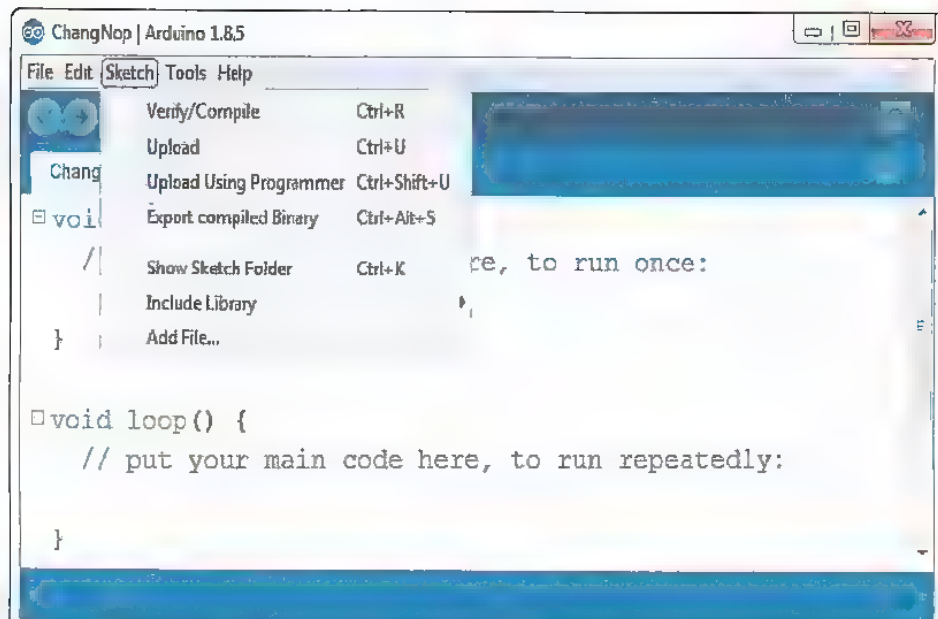 ChangNop | Arduino 1.8.5
File Edit Sketch Tools Help
Verify/Compile Ctrl+R
Upload Ctrl+U
Chang
Upload Using Programmer Ctrl+Shift+U
voi
Export compiled Binary Ctrl+Alt+S
/
Show Sketch Folder Ctrl+K
re, to run once:
Include Library
}
Add File...
void loop() {
// put your main code here, to run repeatedly:
}